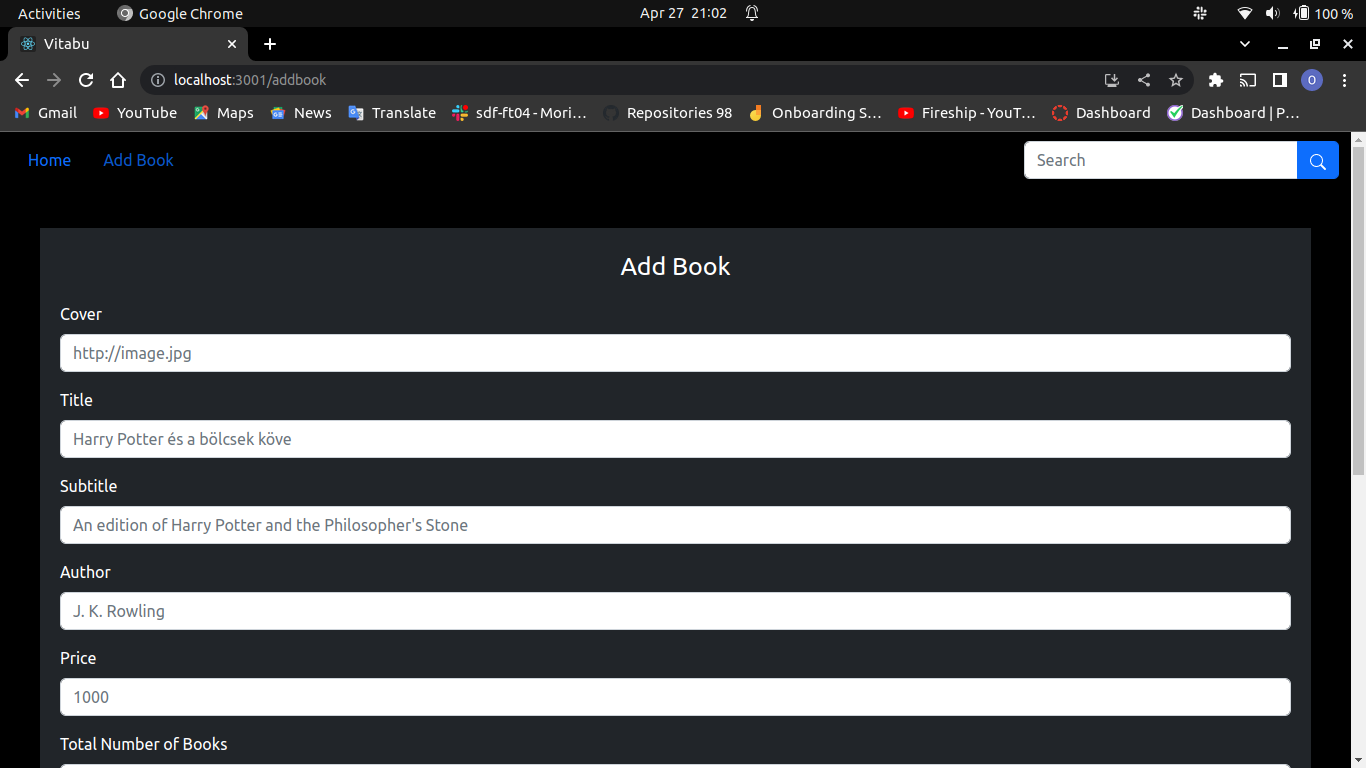 Activities Google Chrome Apr 27 21:02 100 %
Vitabu
localhost:3001/addbook O
Gmail YouTube Maps News Translate sdf-ft04 - Mori… Repositories 98 Onboarding S… Fireship - YouT… Dashboard Dashboard | P…
Home Add Book Search
Add Book
Cover
http://image.jpg
Title
Harry Potter és a bölcsek köve
Subtitle
An edition of Harry Potter and the Philosopher's Stone
Author
J. K. Rowling
Price
1000
Total Number of Books